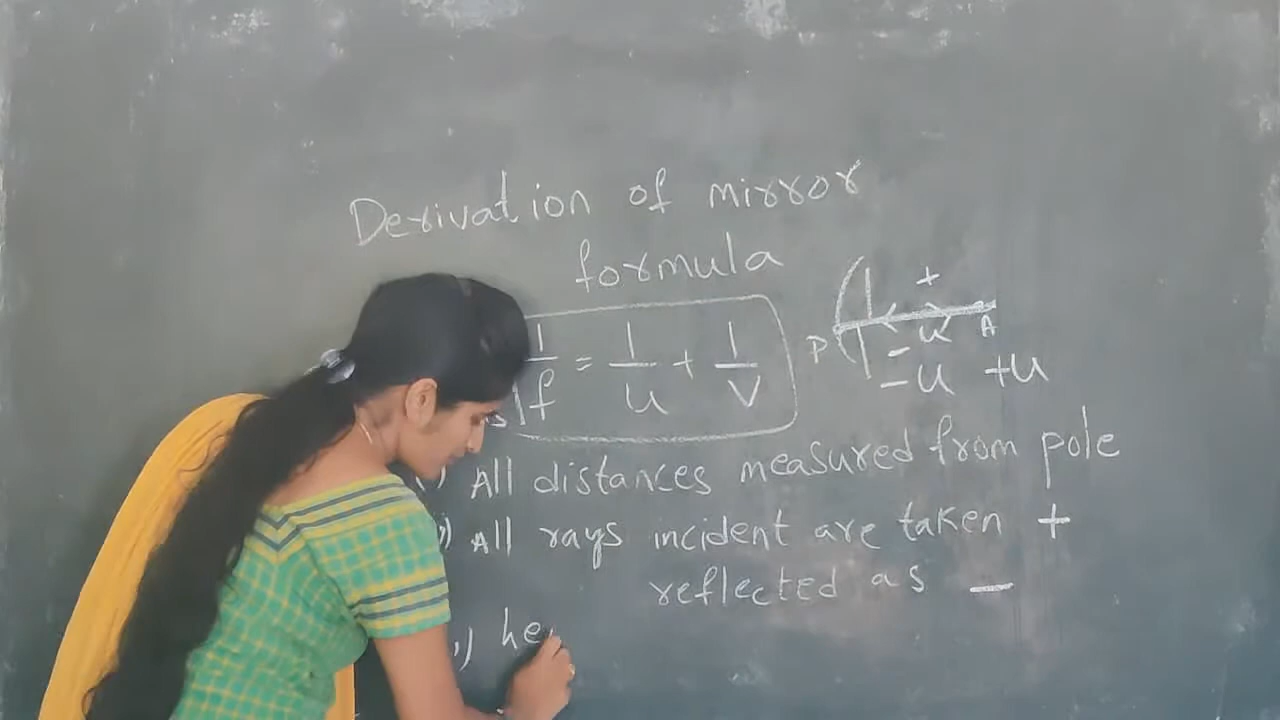 Derivation of mirror
formula
1/f = 1/u + 1/v
+
P
- u A
-u +u
) All distances measured from pole
) All rays incident are taken +
reflected as —
) he